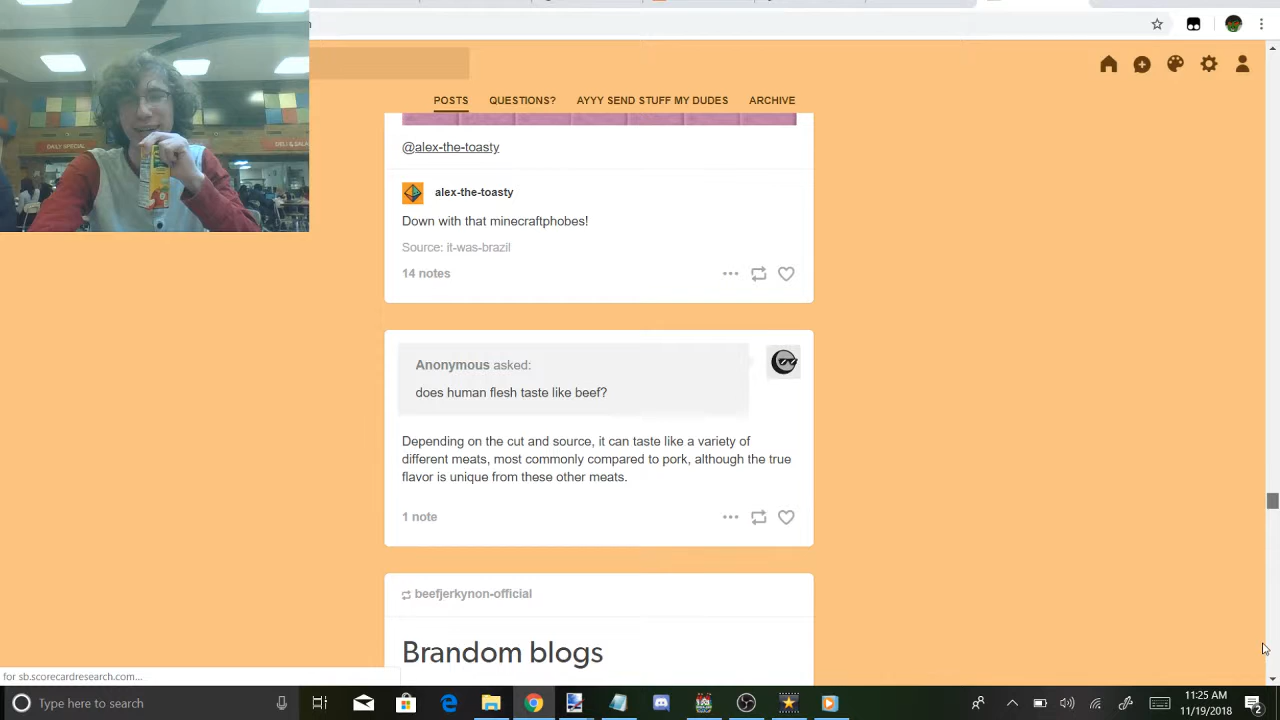 DAILY SPECIAL
POSTS QUESTIONS? AYYY SEND STUFF MY DUDES ARCHIVE
@alex-the-toasty
alex-the-toasty
Down with that minecraftphobes!
Source: it-was-brazil
14 notes
Anonymous asked:
does human flesh taste like beef?
Depending on the cut and source, it can taste like a variety of
different meats, most commonly compared to pork, although the true
flavor is unique from these other meats.
1 note
beefjerkynon-official
Brandom blogs
for sb.scorecardresearch.com...
Type here to search
11:25 AM
11/19/2018
2